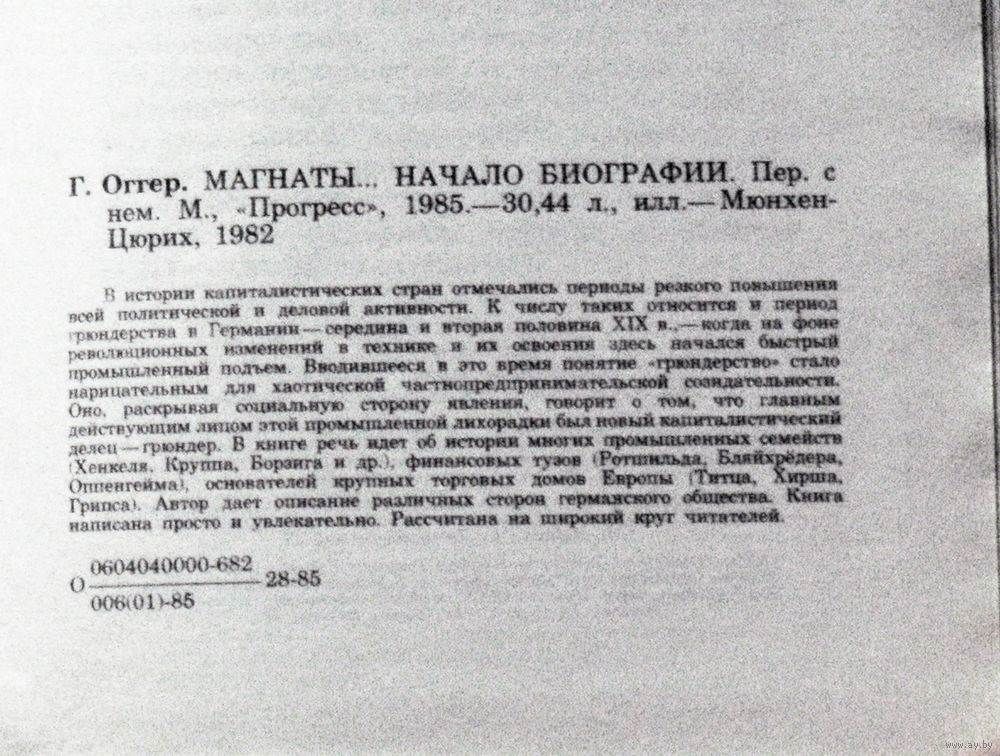 Г. Оггер. МАГНАТЫ... НАЧАЛО БИОГРАФИИ. Пер. с
нем. М., «Прогресс», 1985.—30,44 л., илл.—Мюнхен-
Цюрих, 1982
В истории капиталистических стран отмечались периоды резкого повышения
всей политической и деловой активности. К числу таких относится и период
грюндерства в Германии—середина и вторая половина XIX в.,—когда на фоне
революционных изменений в технике и их освоения здесь начался быстрый
промышленный подъем. Вводившееся в это время понятие «грюндерство» стало
нарицательным для хаотической частнопредпринимательской созидательности.
Оно, раскрывая социальную сторону явления, говорит о том, что главным
действующим лицом этой промышленной лихорадки был новый капиталистический
делец—грюндер. В книге речь идет об истории многих промышленных семейств
(Хенкеля, Круппа, Борзига и др.), финансовых тузов (Ротшильда, Бляйхрёдера,
Оппенгейма), основателей крупных торговых домов Европы (Титца, Хирша,
Грипса). Автор дает описание различных сторон германского общества. Книга
написана просто и увлекательно. Рассчитана на широкий круг читателей.
О 0604040000-682 28-85
006(01)-85
www.ay.by